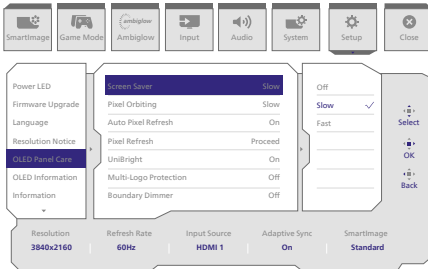 SmartImage Game Mode Ambiglow Input Audio System Setup Close
ambiglow
Power LED
Firmware Upgrade
Language
Resolution Notice
OLED Panel Care
OLED Information
Information
Screen Saver Slow
Pixel Orbiting Slow
Auto Pixel Refresh On
Pixel Refresh Proceed
UniBright On
Multi-Logo Protection Off
Boundary Dimmer Off
Off
Slow
Fast
Select
OK
Back
Resolution Refresh Rate Input Source Adaptive Sync SmartImage
3840x2160 60Hz HDMI 1 On Standard